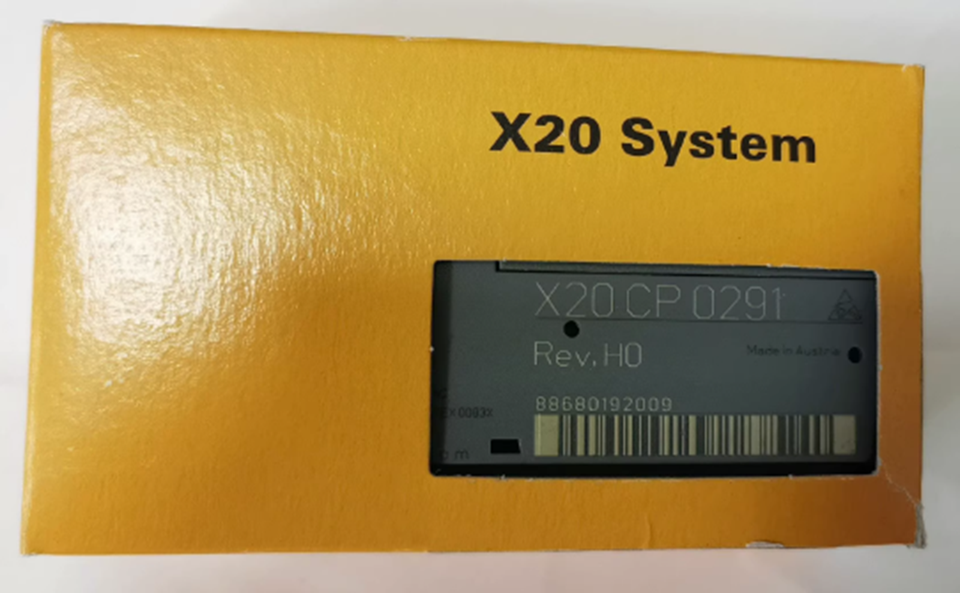 X20 System
X20 CP 0291
Rev. H0
Made in Austria
88680192009